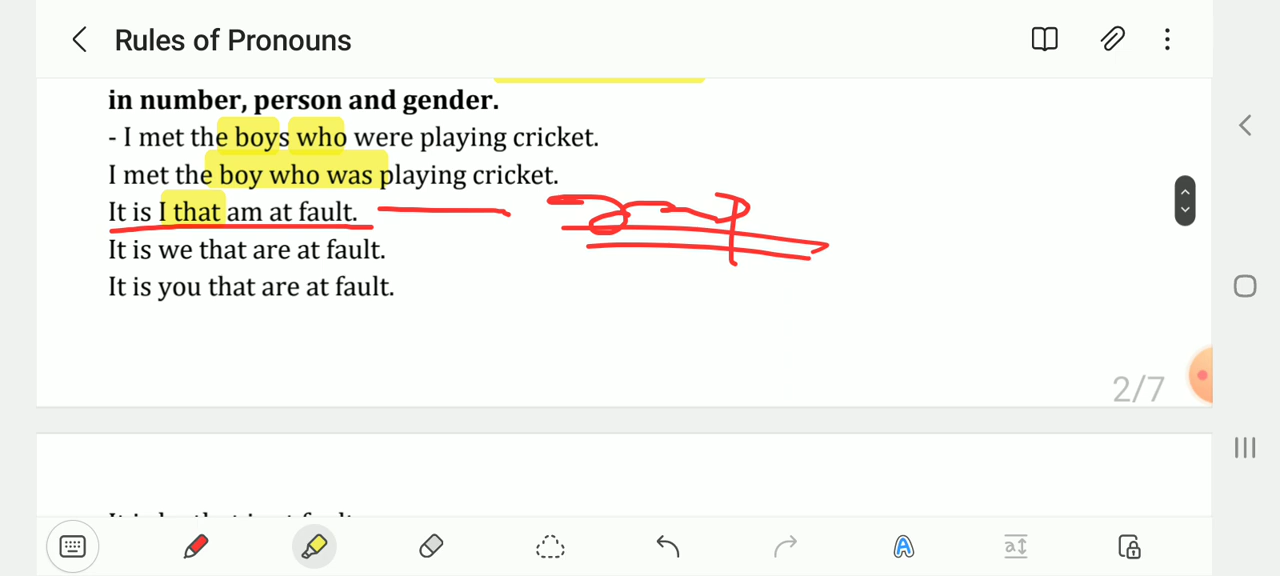 Rules of Pronouns
in number, person and gender.
- I met the boys who were playing cricket.
I met the boy who was playing cricket.
It is I that am at fault.
It is we that are at fault.
It is you that are at fault.
2/7